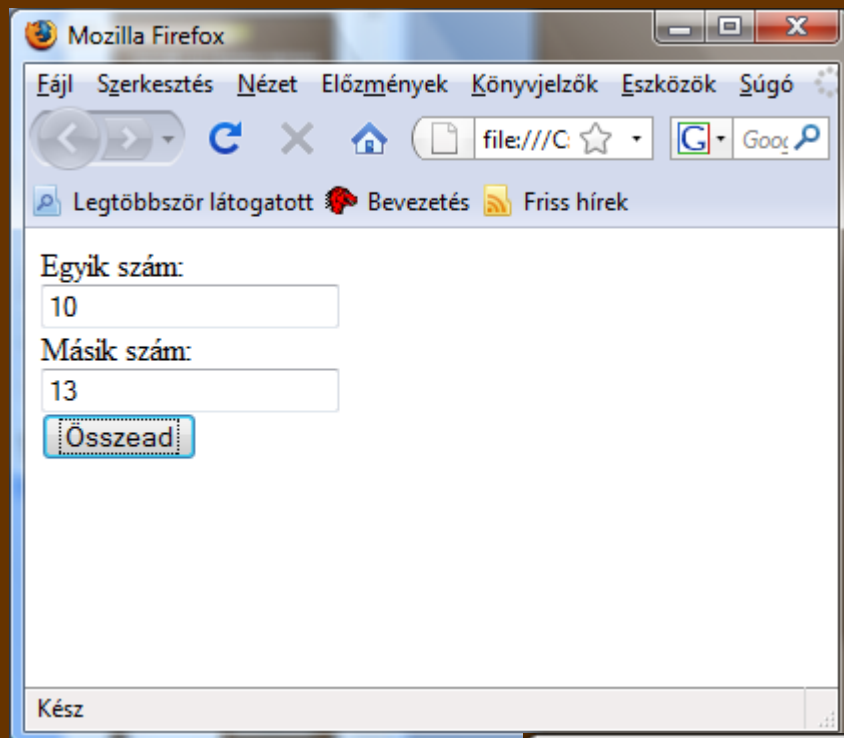 Mozilla Firefox
Fájl Szerkesztés Nézet Előzmények Könyvjelzők Eszközök Súgó
file:///C: G Goog
Legtöbbször látogatott Bevezetés Friss hírek
Egyik szám:
10
Másik szám:
13
Összead
Kész